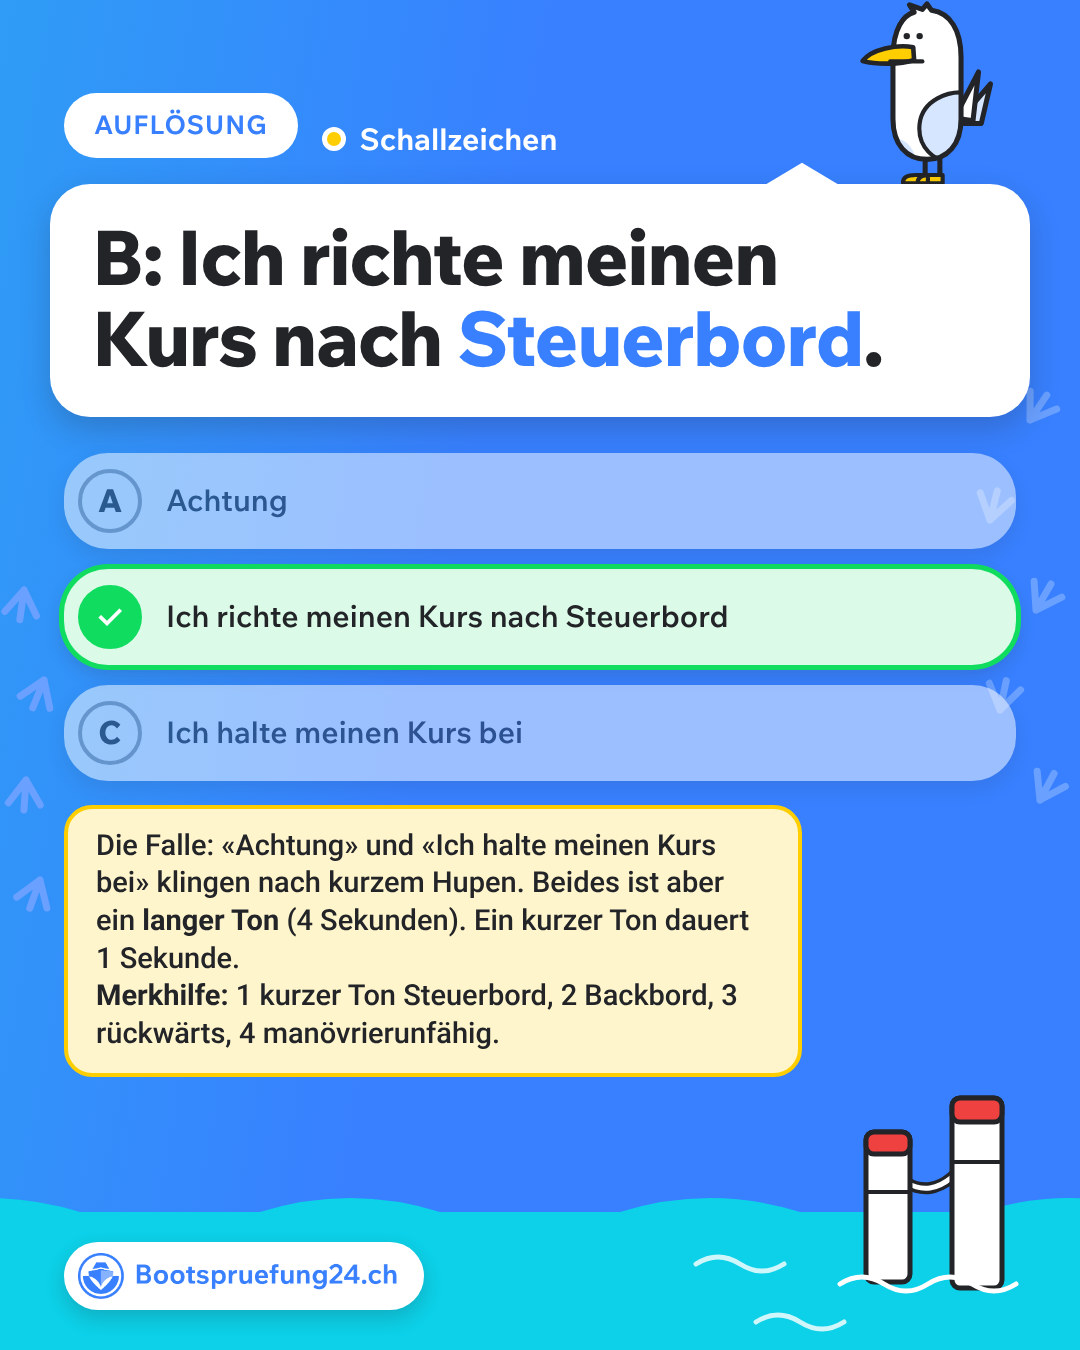 AUFLÖSUNG
Schallzeichen
B: Ich richte meinen
Kurs nach Steuerbord.
A Achtung
Ich richte meinen Kurs nach Steuerbord
C Ich halte meinen Kurs bei
Die Falle: «Achtung» und «Ich halte meinen Kurs
bei» klingen nach kurzem Hupen. Beides ist aber
ein langer Ton (4 Sekunden). Ein kurzer Ton dauert
1 Sekunde.
Merkhilfe: 1 kurzer Ton Steuerbord, 2 Backbord, 3
rückwärts, 4 manövrierunfähig.
Bootspruefung24.ch